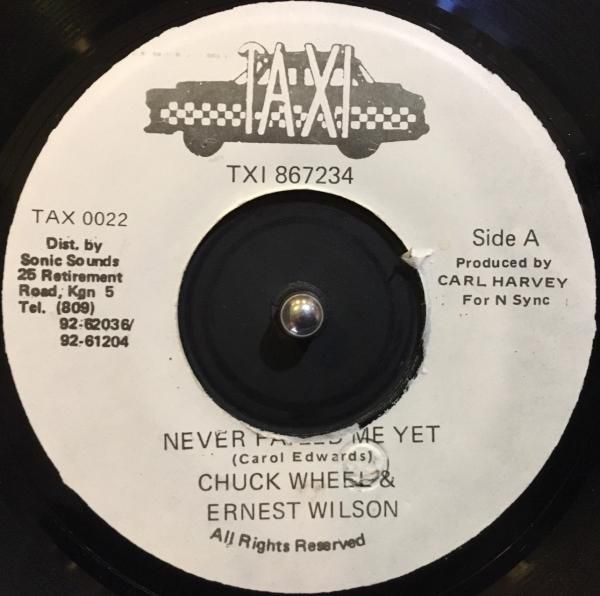 TAXI
TXI 867234
TAX 0022
Dist. by
Sonic Sounds
25 Retirement
Road, Kgn 5
Tel. (809)
92-62036/
92-61204
Side A
Produced by
CARL HARVEY
For N Sync
NEVER FAILED ME YET
(Carol Edwards)
CHUCK WHEEL &
ERNEST WILSON
All Rights Reserved